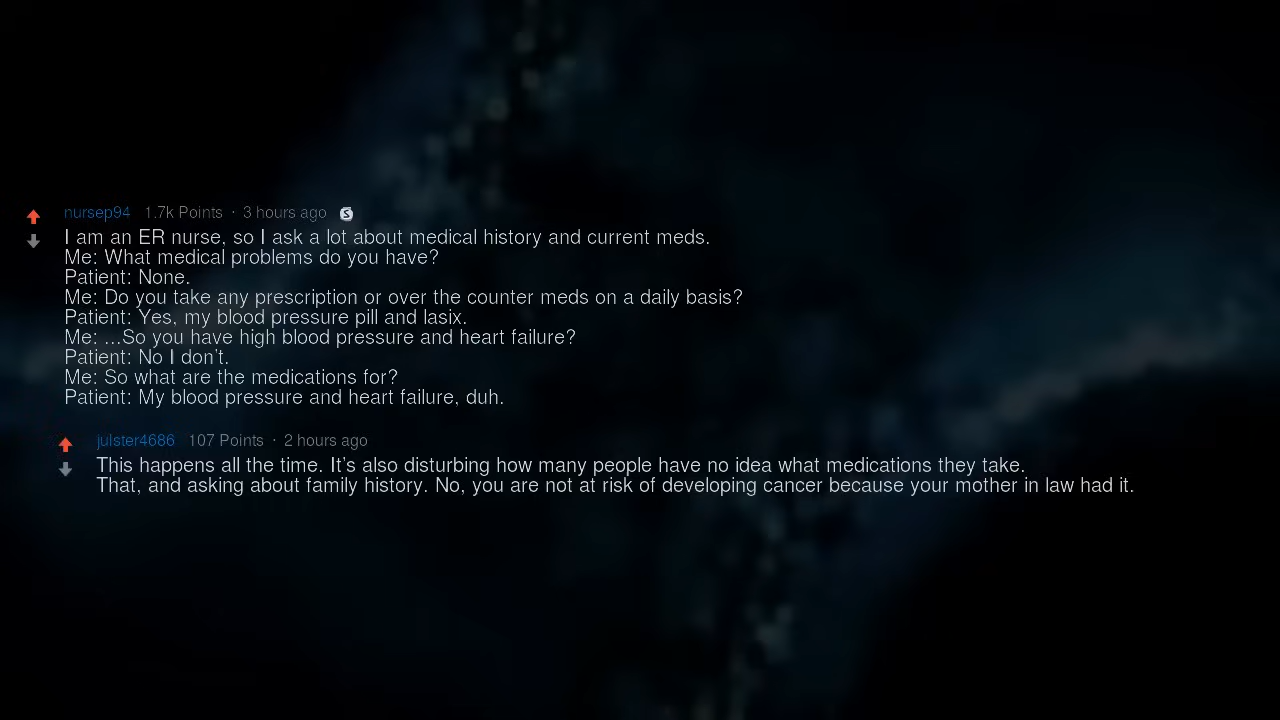 nursep94 1.7k Points · 3 hours ago S
I am an ER nurse, so I ask a lot about medical history and current meds.
Me: What medical problems do you have?
Patient: None.
Me: Do you take any prescription or over the counter meds on a daily basis?
Patient: Yes, my blood pressure pill and lasix.
Me: ...So you have high blood pressure and heart failure?
Patient: No I don't.
Me: So what are the medications for?
Patient: My blood pressure and heart failure, duh.
julster4686 107 Points · 2 hours ago
This happens all the time. It's also disturbing how many people have no idea what medications they take.
That, and asking about family history. No, you are not at risk of developing cancer because your mother in law had it.